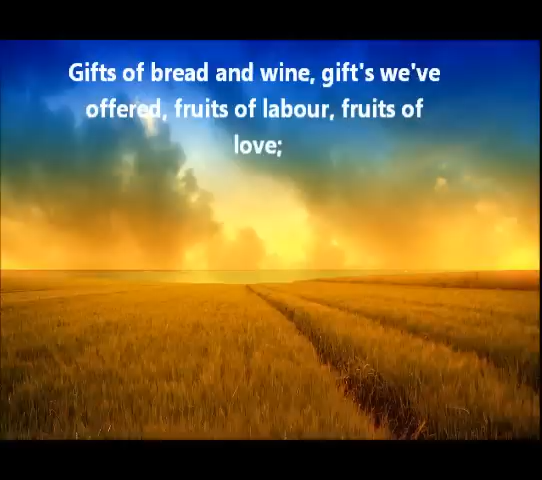 Gifts of bread and wine, gift's we've
offered, fruits of labour, fruits of
love;